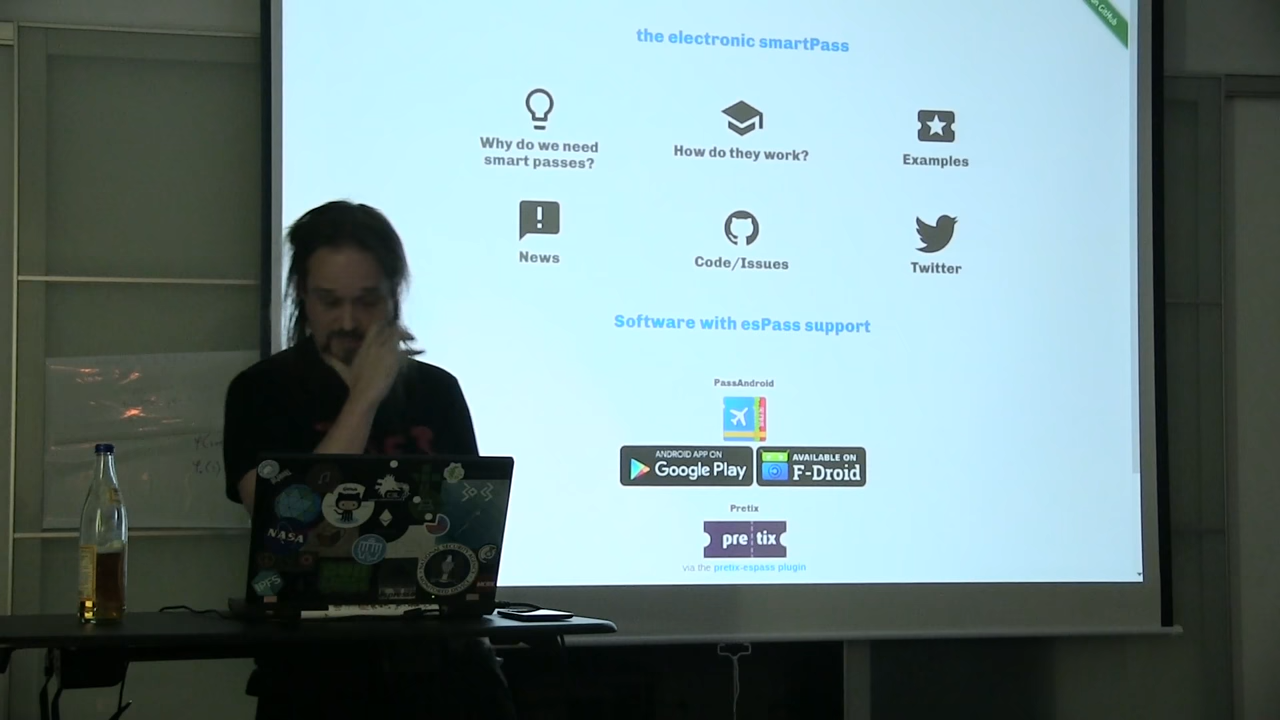 GitHub
the electronic smartPass
Why do we need
smart passes?
How do they work?
Examples
News
Code/Issues
Twitter
Software with esPass support
PassAndroid
ANDROID APP ON
Google Play
AVAILABLE ON
F-Droid
Pretix
pretix
via the pretix-espass plugin
NASA